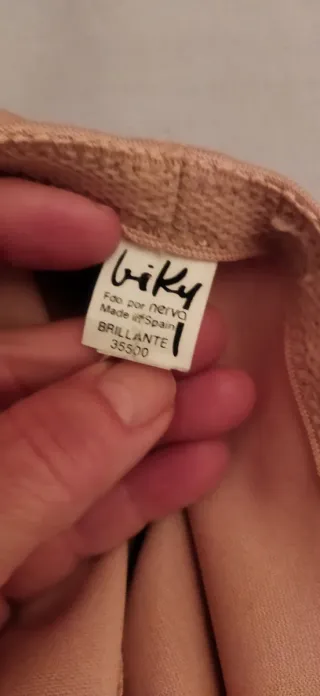 biky
Fdo. por nerva
Made in Spain
BRILLANTE
35500